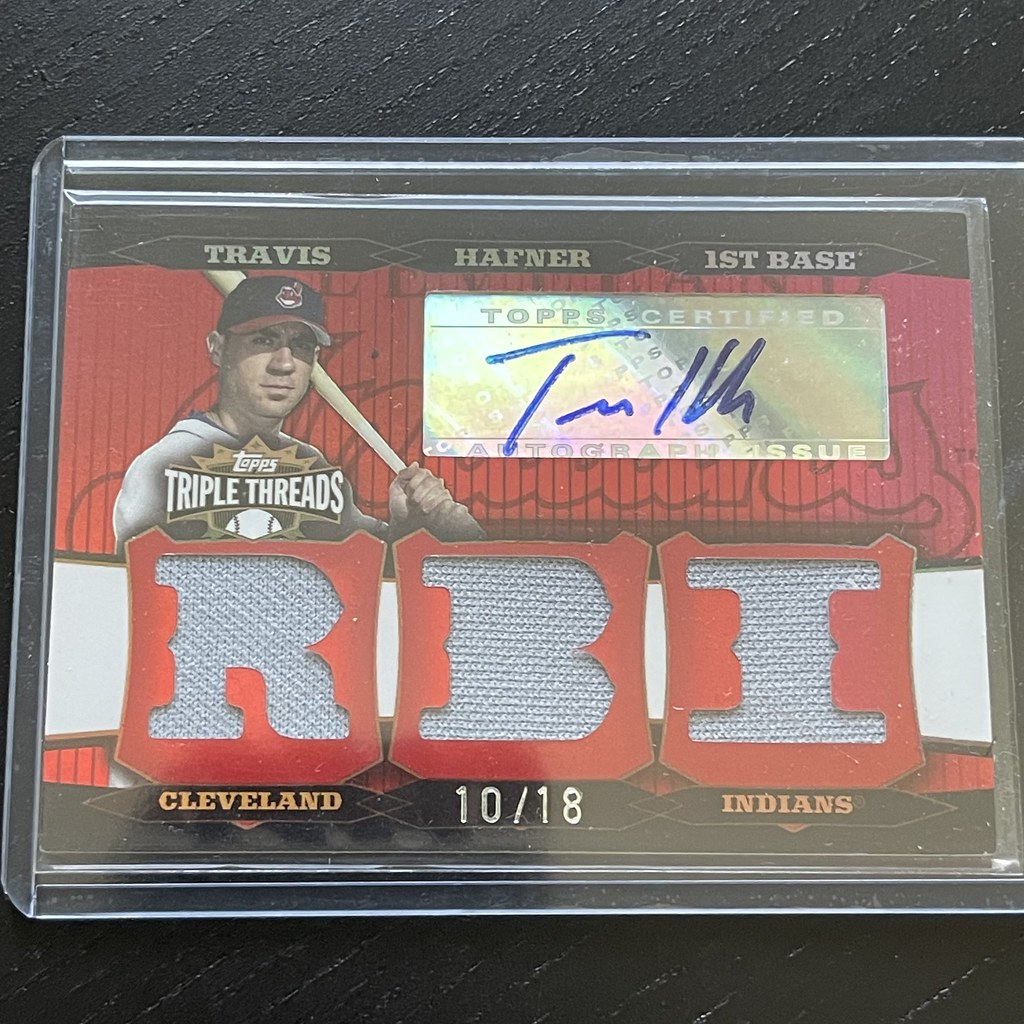 TRAVIS HAFNER 1ST BASE
TOPPS CERTIFIED
AUTOGRAPH ISSUE
Topps
TRIPLE THREADS
RBI
CLEVELAND 10/18 INDIANS®